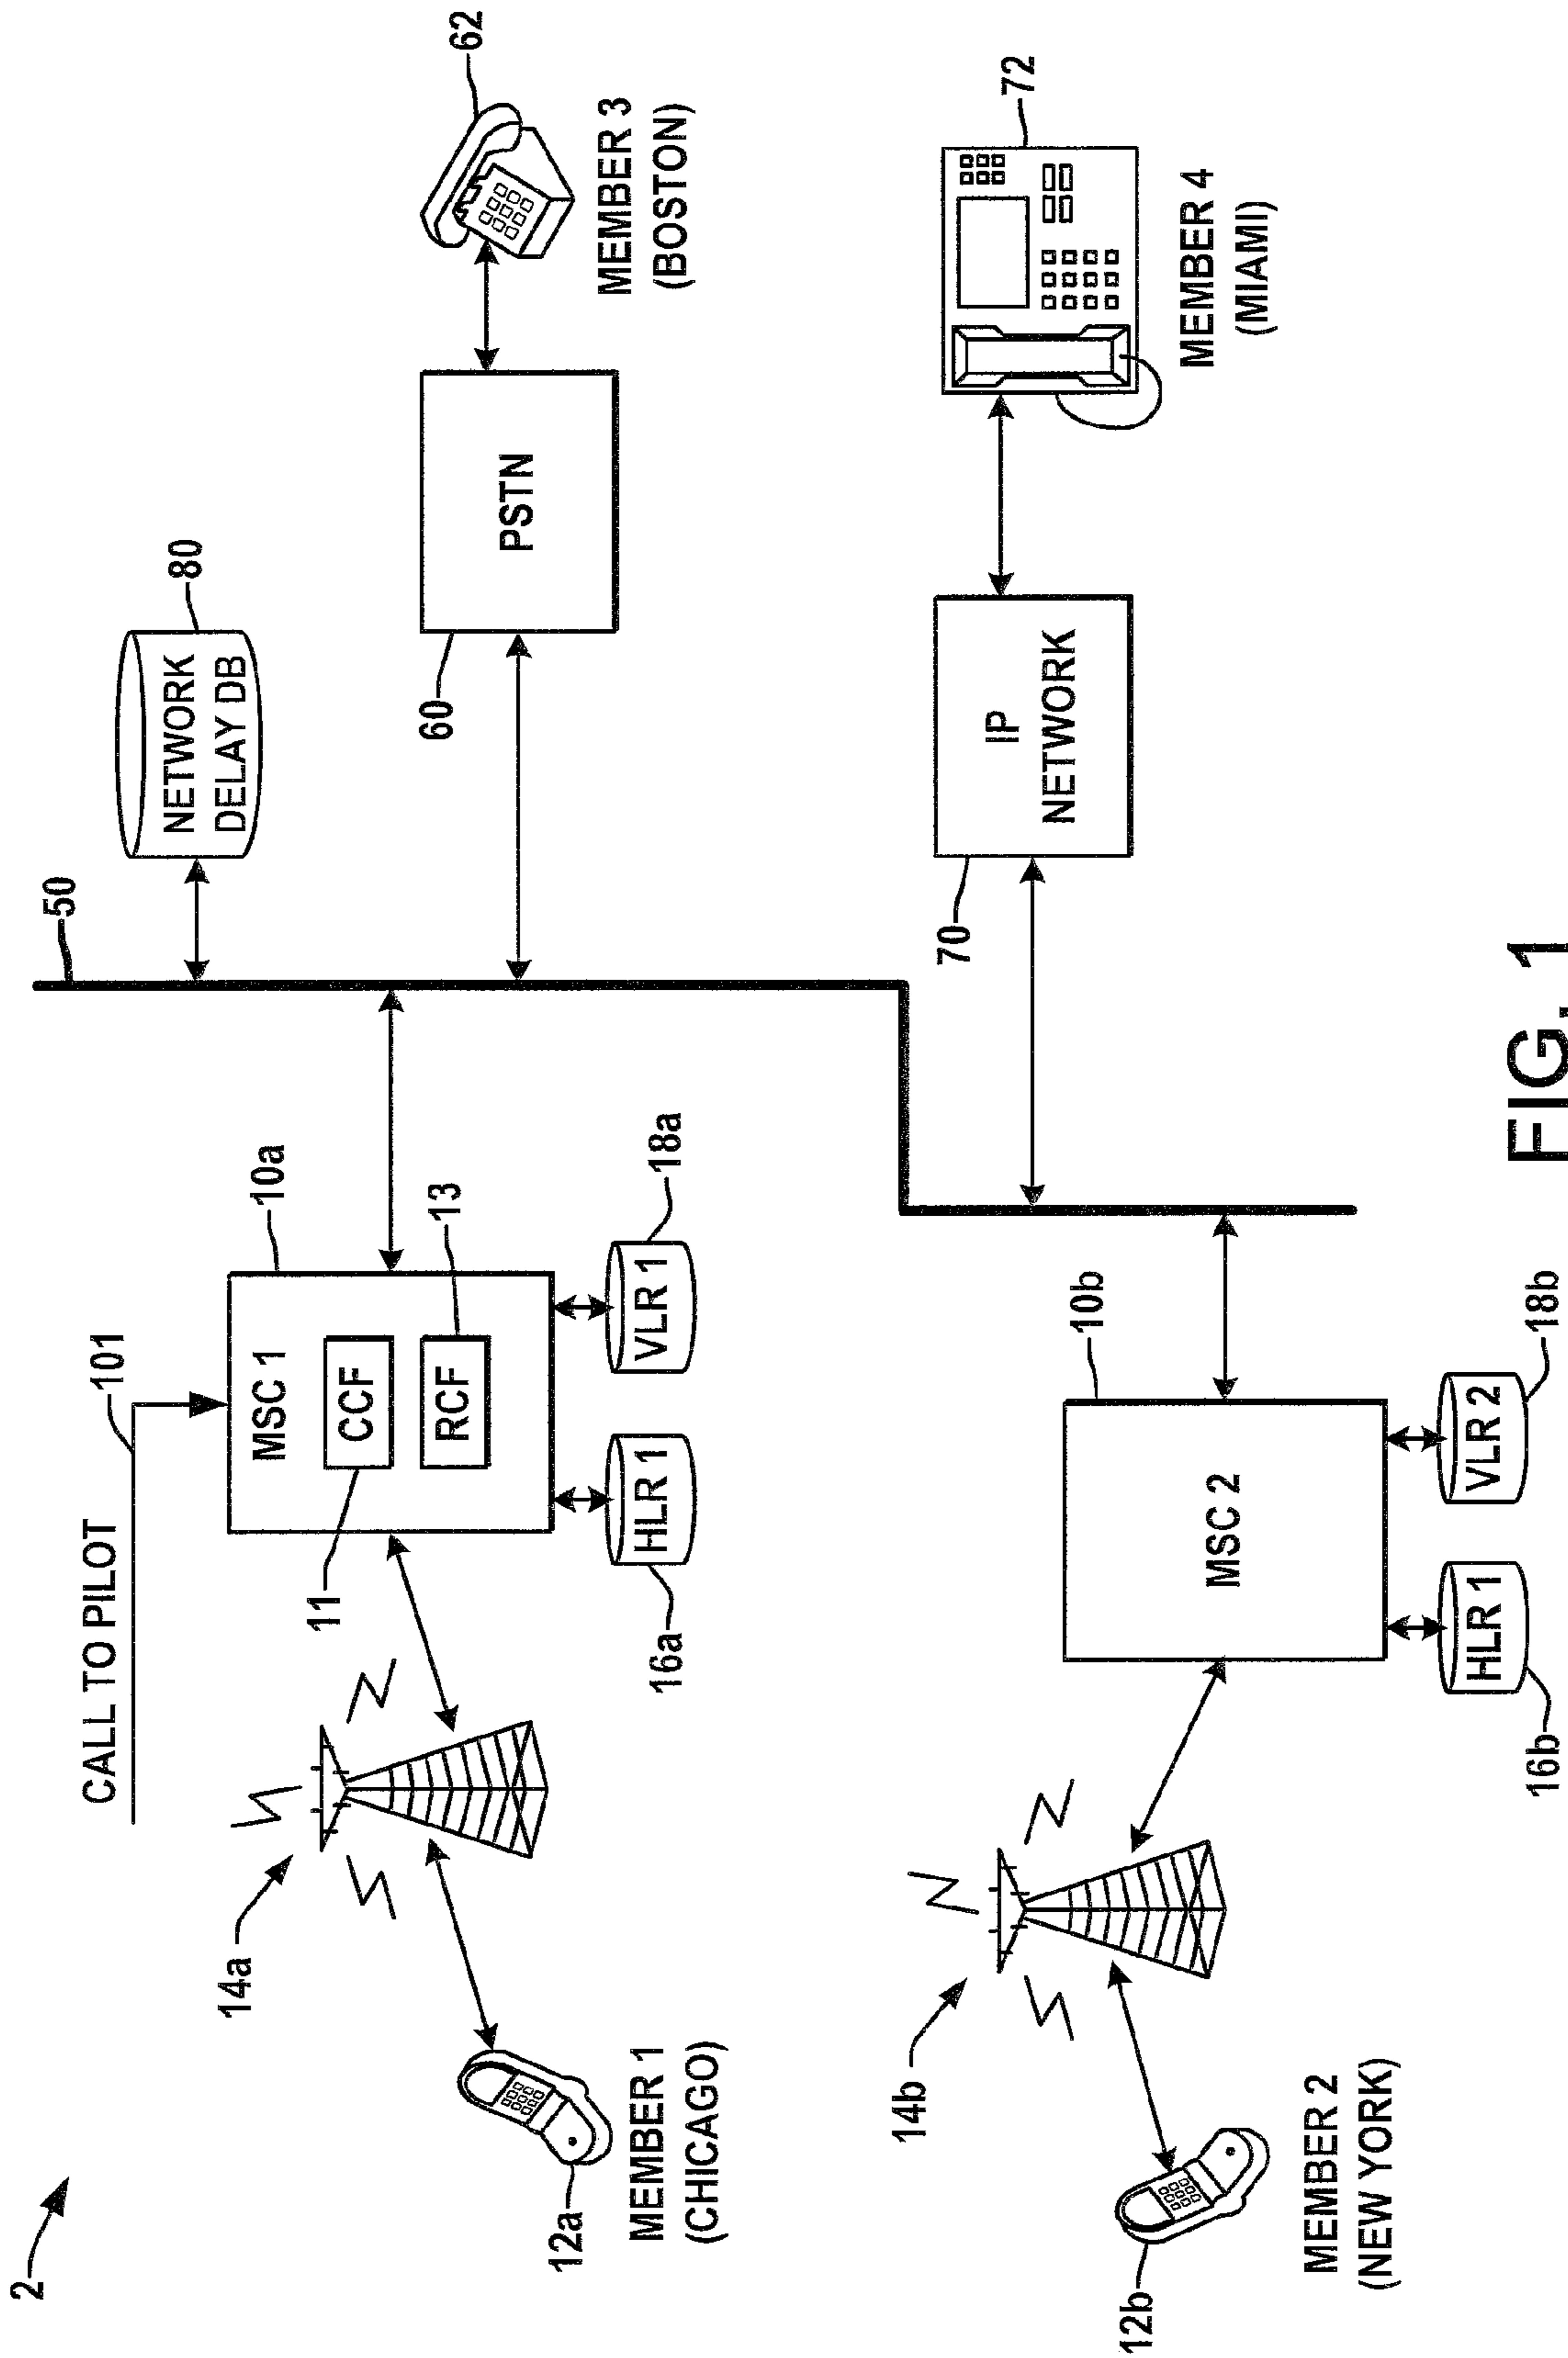 2
CALL TO PILOT
101
14a
12a
MEMBER 1
(CHICAGO)
MSC 1
10a
CCF
11
RCF
13
HLR 1
16a
VLR 1
18a
50
NETWORK
DELAY DB
80
PSTN
60
62
MEMBER 3
(BOSTON)
14b
12b
MEMBER 2
(NEW YORK)
MSC 2
10b
HLR 1
16b
VLR 2
18b
IP
NETWORK
70
72
MEMBER 4
(MIAMI)
FIG. 1